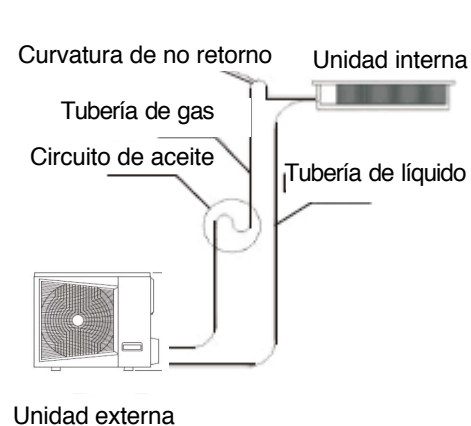 Curvatura de no retorno
Unidad interna
Tubería de gas
Circuito de aceite
Tubería de líquido
Unidad externa